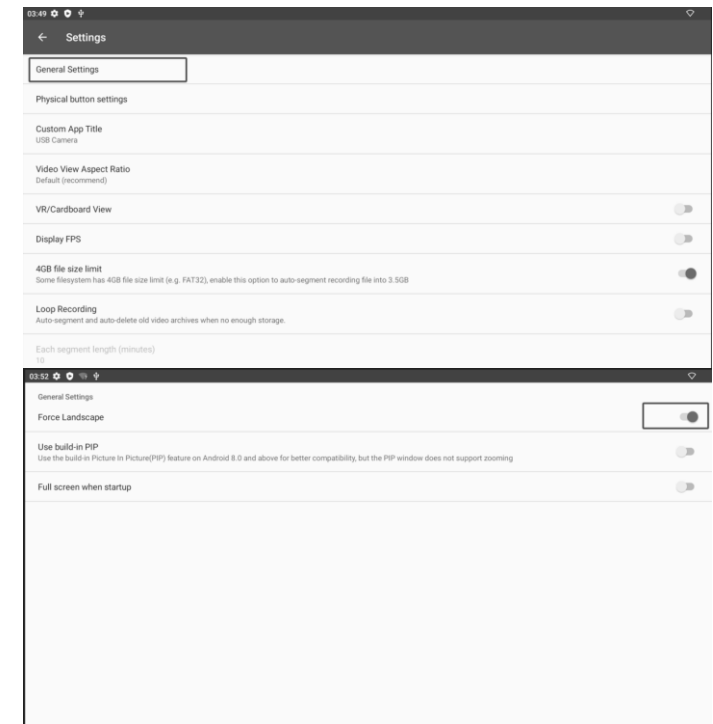 03:49
Settings
General Settings
Physical button settings
Custom App Title
USB Camera
Video View Aspect Ratio
Default (recommend)
VR/Cardboard View
Display FPS
4GB file size limit
Some filesystem has 4GB file size limit (e.g. FAT32), enable this option to auto-segment recording file into 3.5GB
Loop Recording
Auto-segment and auto-delete old video archives when no enough storage.
Each segment length (minutes)
10
03:52
General Settings
Force Landscape
Use build-in PIP
Use the build-in Picture In Picture(PIP) feature on Android 8.0 and above for better compatibility, but the PIP window does not support zooming
Full screen when startup